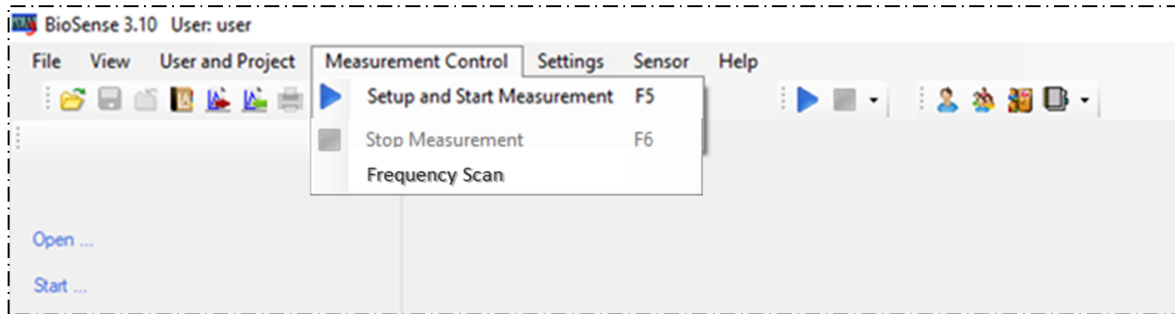 BioSense 3.10 User: user
File View User and Project Measurement Control Settings Sensor Help
Setup and Start Measurement F5
Stop Measurement F6
Frequency Scan
Open ...
Start ...